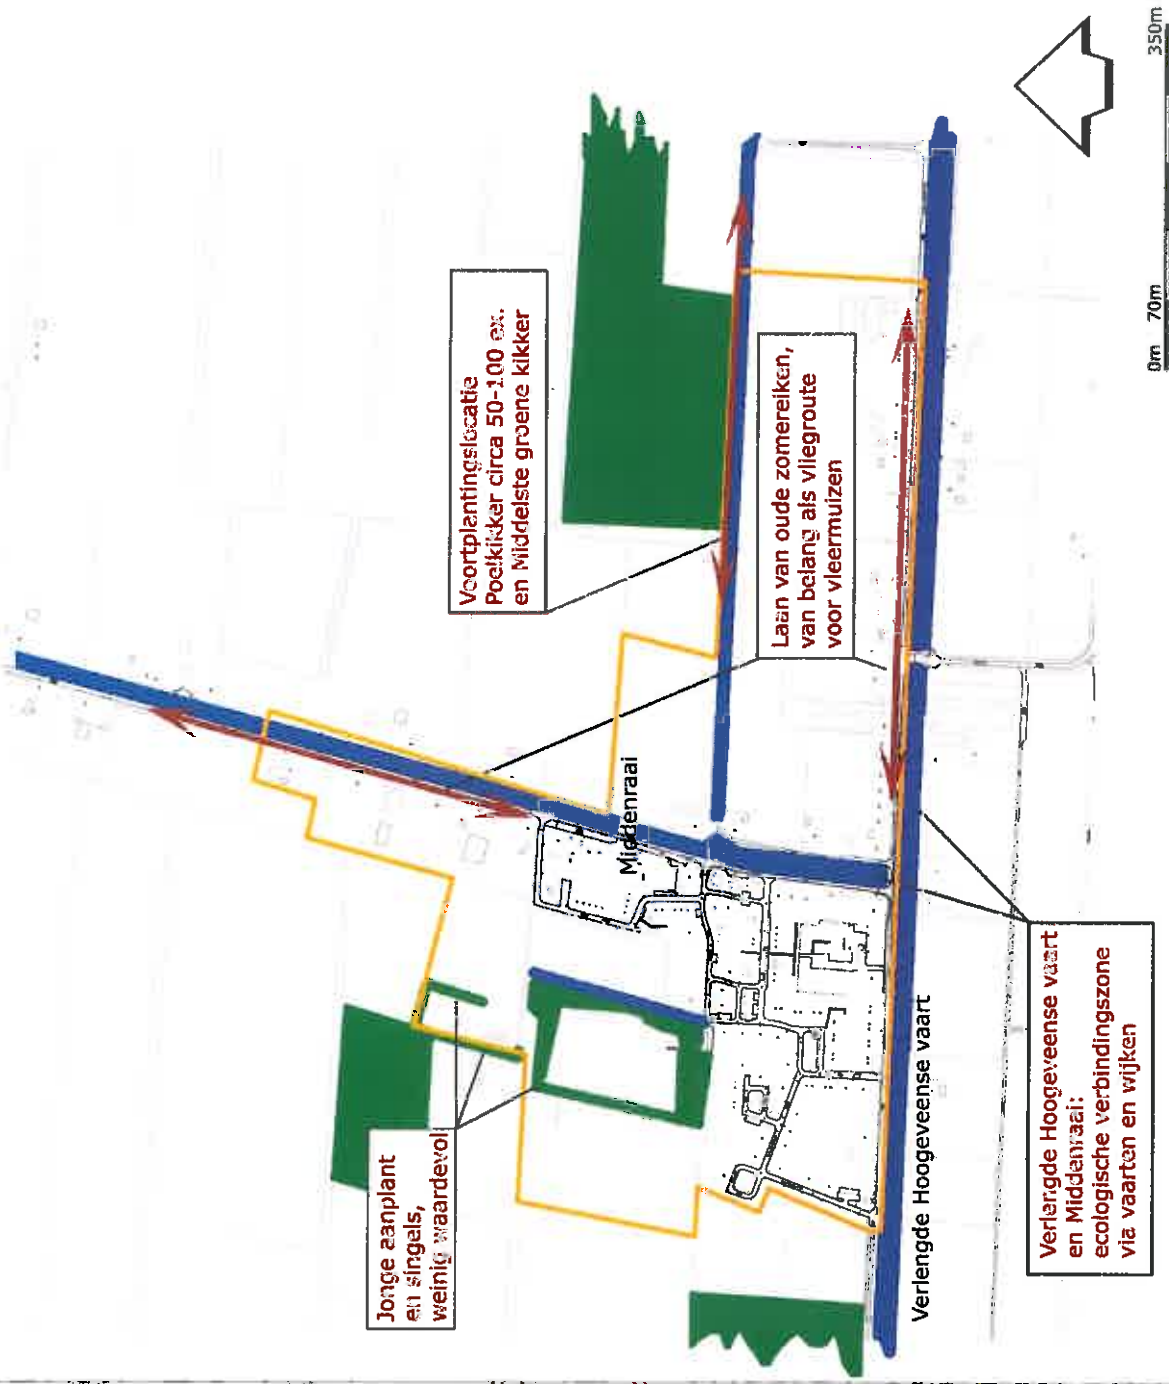 Jonge aanplant
en singels,
weinig waardevol
Voortplantingslocatie
Poelkikker circa 50-100 ex.
en Middelste groene kikker
Laan van oude zomereiken,
van belang als vliegroute
voor vleermuizen
Middenraai
Verlengde Hoogeveense vaart
Verlengde Hoogeveense vaart
en Middenraai:
ecologische verbindingszone
via vaarten en wijken
0m 70m 350m